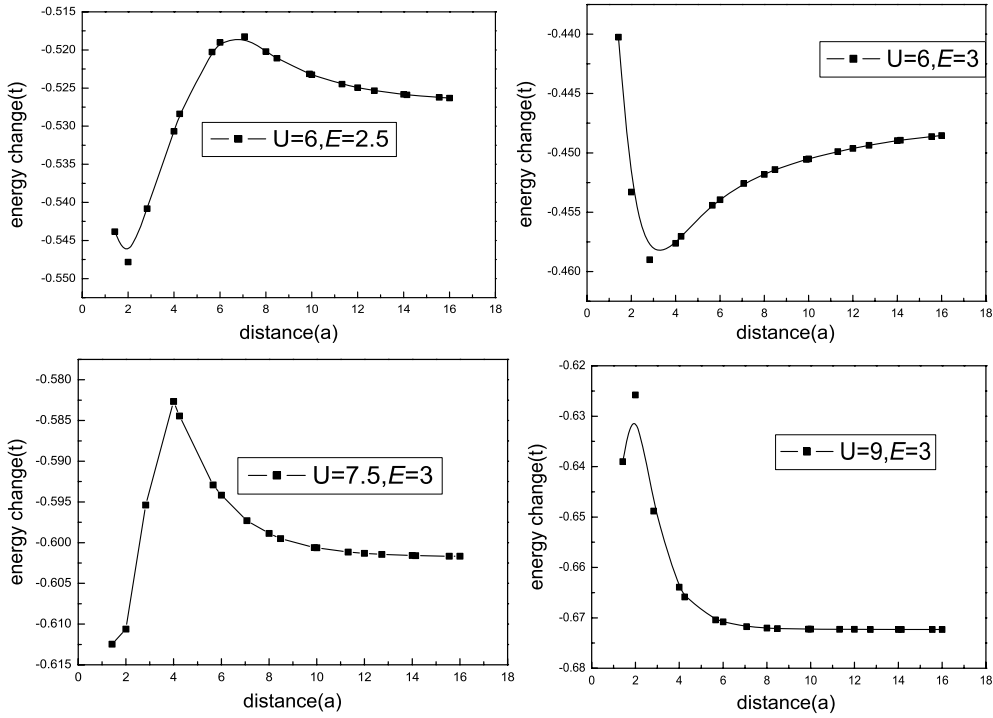 -0.515
-0.520
-0.525
-0.530
-0.535
-0.540
-0.545
-0.550
energy change(t)
U=6,E=2.5
0 2 4 6 8 10 12 14 16 18
distance(a)
-0.440
-0.445
-0.450
-0.455
-0.460
energy change(t)
U=6,E=3
0 2 4 6 8 10 12 14 16 18
distance(a)
-0.580
-0.585
-0.590
-0.595
-0.600
-0.605
-0.610
-0.615
energy change(t)
U=7.5,E=3
0 2 4 6 8 10 12 14 16 18
distance(a)
-0.62
-0.63
-0.64
-0.65
-0.66
-0.67
-0.68
energy change(t)
U=9,E=3
0 2 4 6 8 10 12 14 16 18
distance(a)